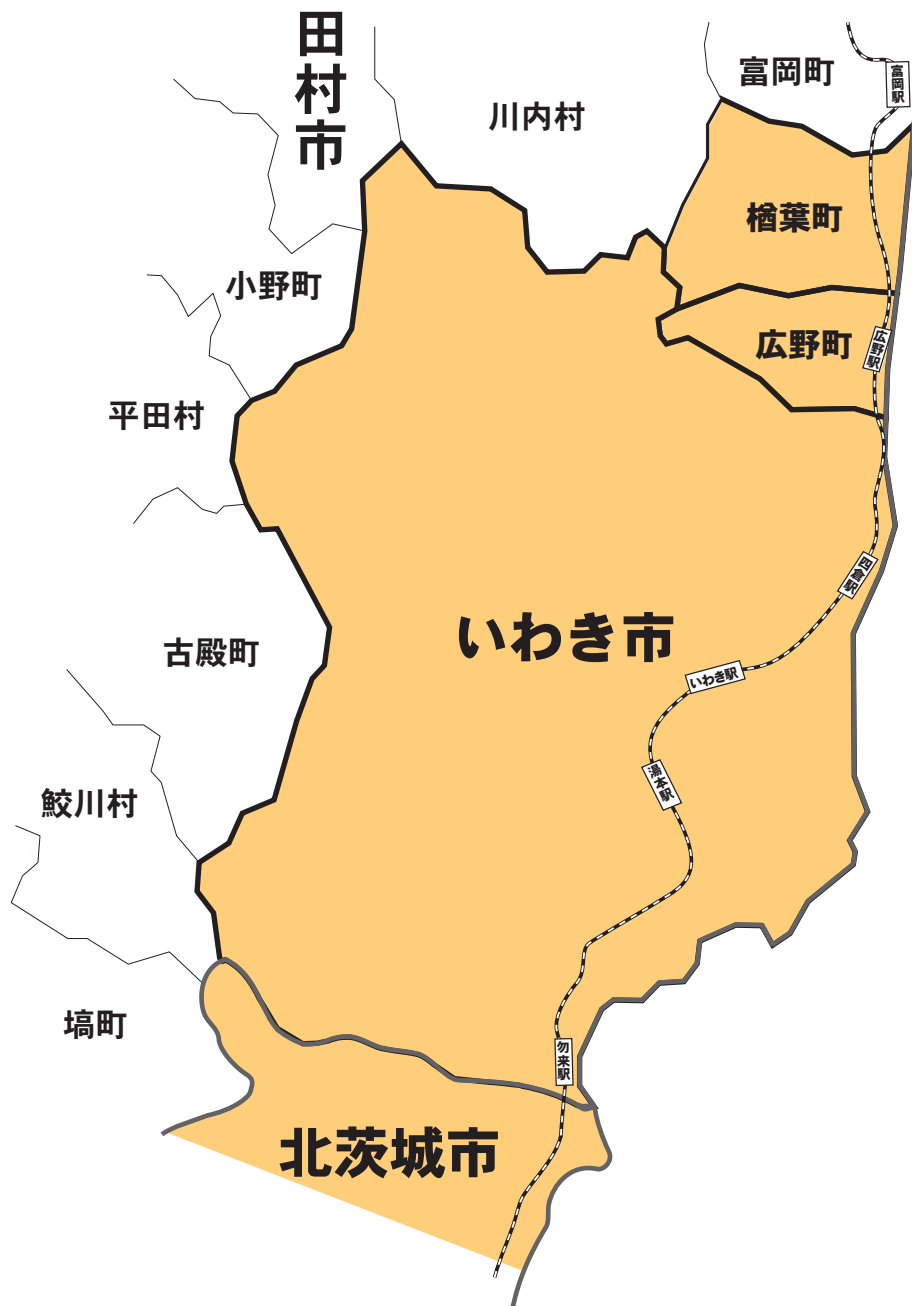 田村市
富岡町
富岡駅
川内村
楢葉町
小野町
広野町
広野駅
平田村
四倉駅
いわき市
古殿町
いわき駅
湯本駅
鮫川村
塙町
勿来駅
北茨城市